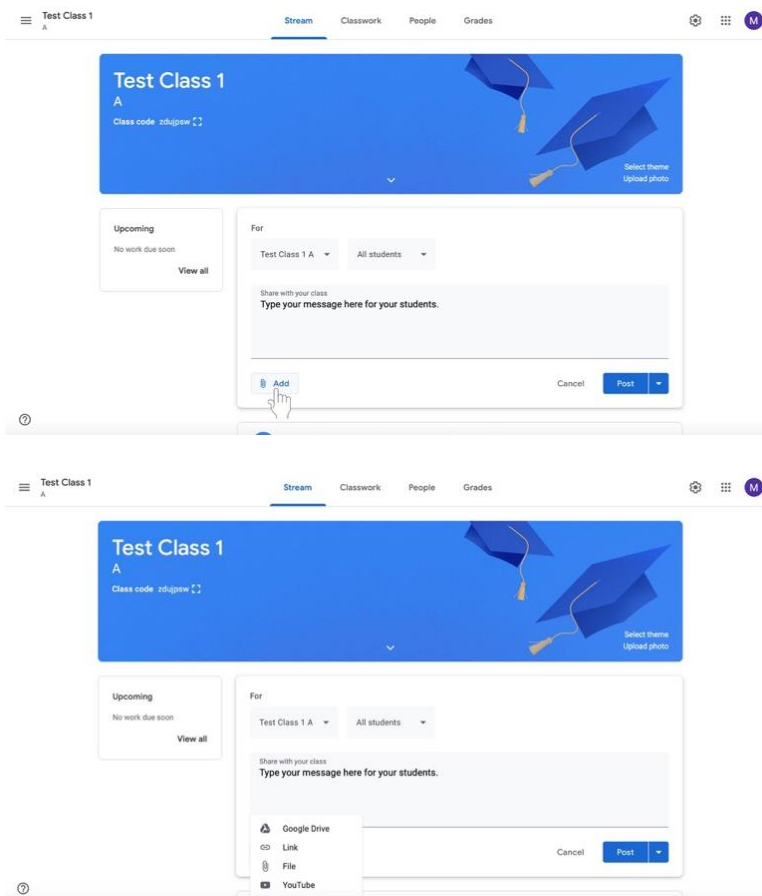 Test Class 1
A
Stream Classwork People Grades
M
Test Class 1
A
Class code zdujpsw
Select theme
Upload photo
Upcoming
No work due soon
View all
For
Test Class 1 A All students
Share with your class
Type your message here for your students.
Add Cancel Post
Test Class 1
A
Stream Classwork People Grades
M
Test Class 1
A
Class code zdujpsw
Select theme
Upload photo
Upcoming
No work due soon
View all
For
Test Class 1 A All students
Share with your class
Type your message here for your students.
Google Drive
Link
Cancel Post
File
YouTube